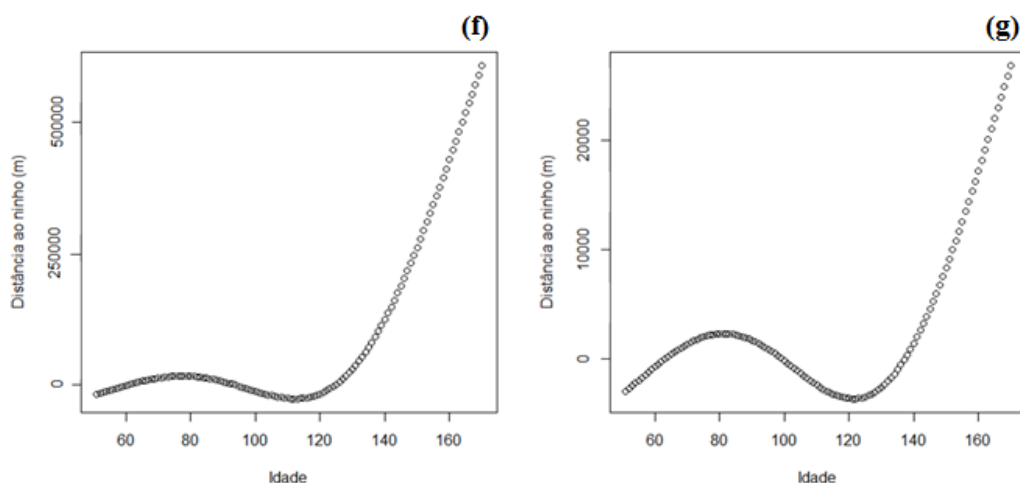 (f)
Distância ao ninho (m)
500000
250000
0
60 80 100 120 140 160
Idade
(g)
Distância ao ninho (m)
20000
10000
0
60 80 100 120 140 160
Idade